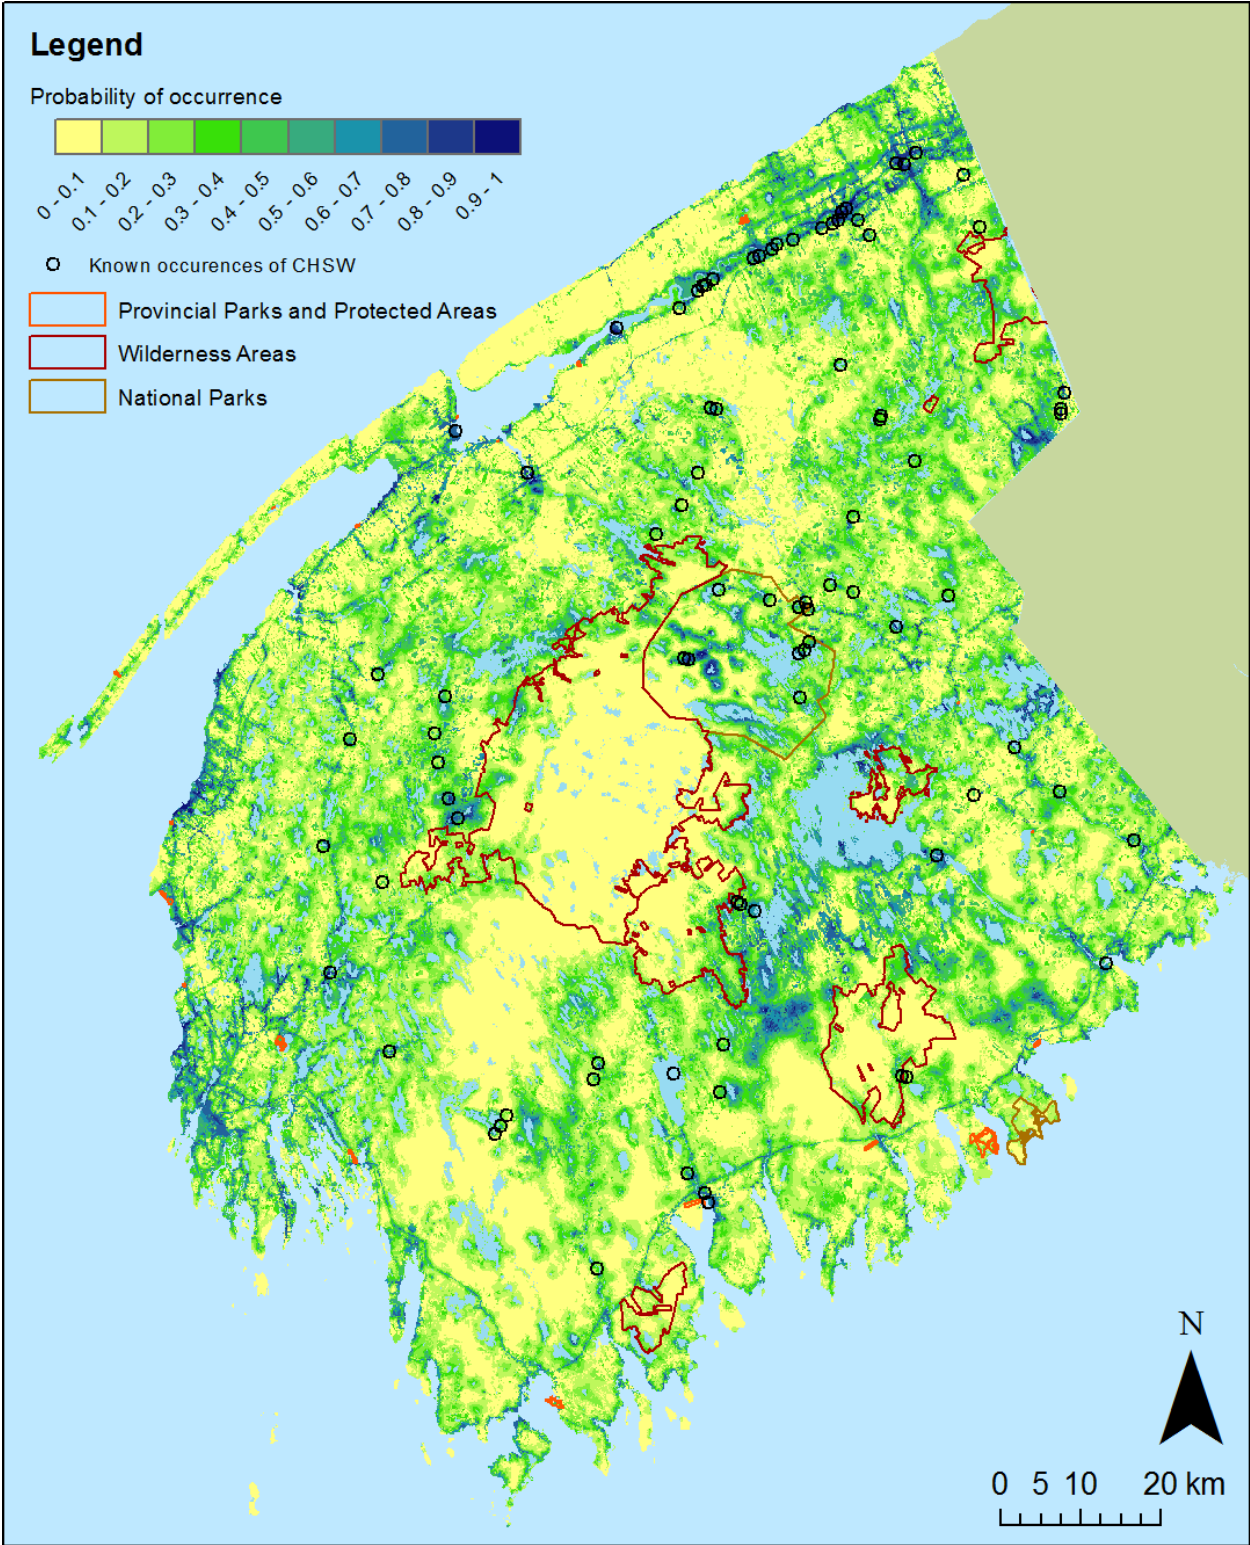 Legend
Probability of occurrence
0 - 0.1
0.1 - 0.2
0.2 - 0.3
0.3 - 0.4
0.4 - 0.5
0.5 - 0.6
0.6 - 0.7
0.7 - 0.8
0.8 - 0.9
0.9 - 1
Known occurences of CHSW
Provincial Parks and Protected Areas
Wilderness Areas
National Parks
N
0 5 10 20 km